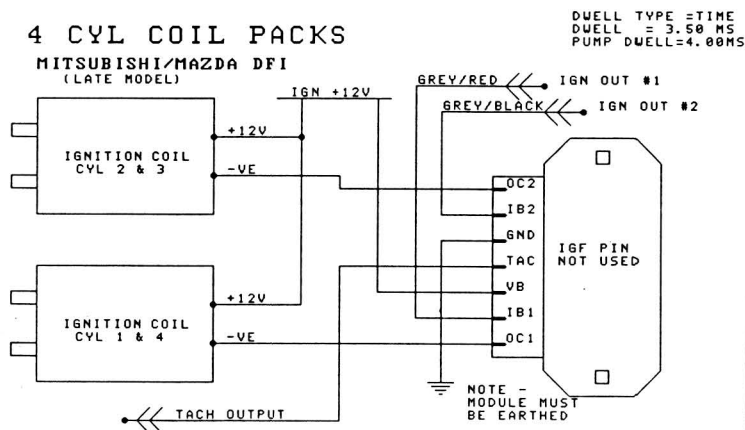 DWELL TYPE =TIME
DWELL = 3.50 MS
PUMP DWELL=4.00MS
4 CYL COIL PACKS
MITSUBISHI/MAZDA DFI
(LATE MODEL)
GREY/RED
IGN OUT #1
IGN +12V
GREY/BLACK
IGN OUT #2
+12V
IGNITION COIL
CYL 2 & 3
-VE
OC2
IB2
GND
IGF PIN
NOT USED
TAC
VB
+12V
IB1
IGNITION COIL
CYL 1 & 4
-VE
OC1
NOTE -
MODULE MUST
BE EARTHED
TACH OUTPUT